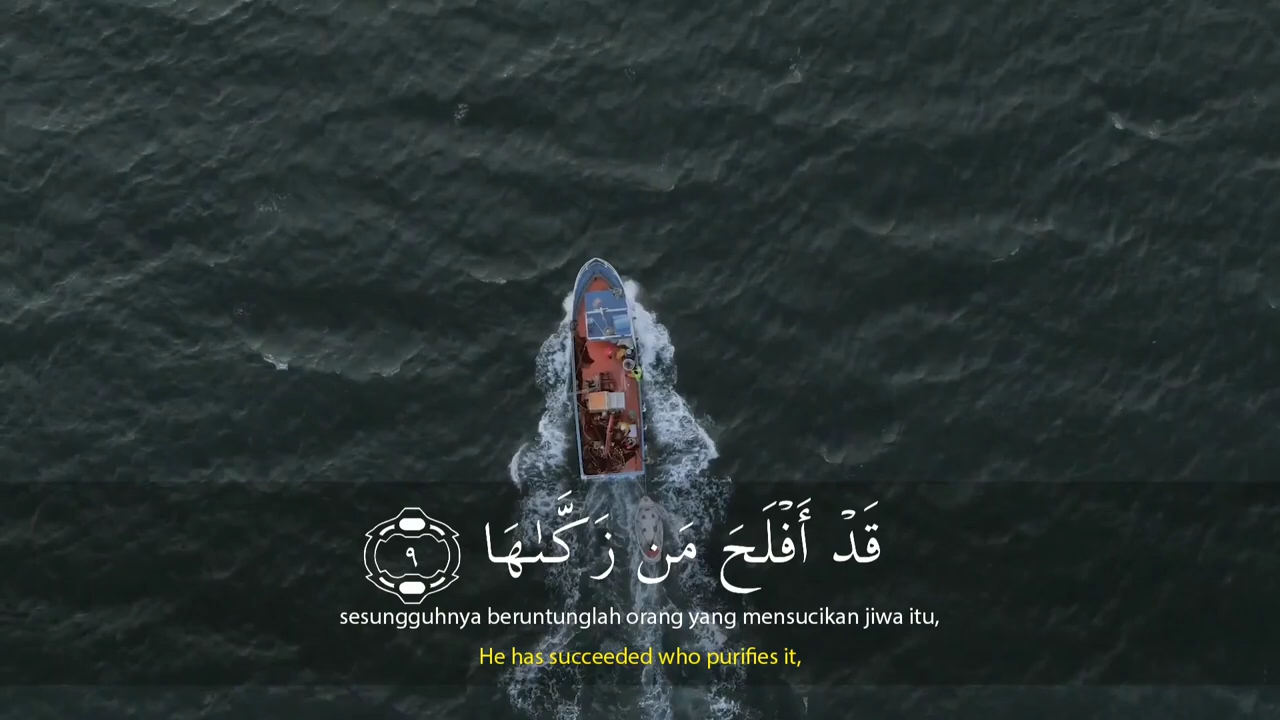 قَدْ أَفْلَحَ مَن زَكَّىٰهَا ٩
sesungguhnya beruntunglah orang yang mensucikan jiwa itu,
He has succeeded who purifies it,